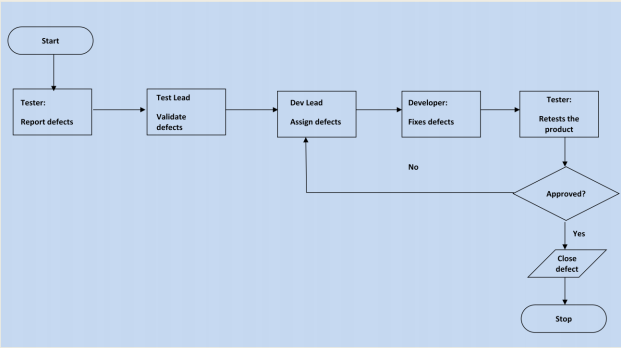 Start
Tester:
Report defects
Test Lead
Validate
defects
Dev Lead
Assign defects
Developer:
Fixes defects
Tester:
Retests the
product
No
Approved?
Yes
Close
defect
Stop